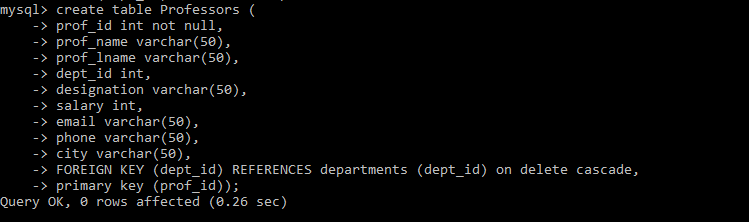 mysql> create table Professors (
    -> prof_id int not null,
    -> prof_name varchar(50),
    -> prof_lname varchar(50),
    -> dept_id int,
    -> designation varchar(50),
    -> salary int,
    -> email varchar(50),
    -> phone varchar(50),
    -> city varchar(50),
    -> FOREIGN KEY (dept_id) REFERENCES departments (dept_id) on delete cascade,
    -> primary key (prof_id));
Query OK, 0 rows affected (0.26 sec)